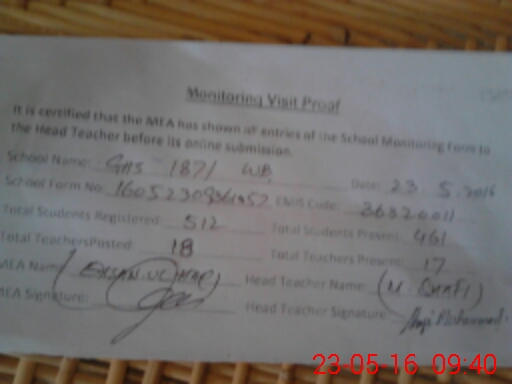 Monitoring Visit Proof
It is certified that the MEA has shown all entries of the School Monitoring Form to
the Head Teacher before its online submission.
School Name: GHS 187/ WB Date: 23.5.2016
School Form No: EMIS Code: 36320011
Total Students Registered: 512 Total Students Present: 461
Total Teachers Posted: 18 Total Teachers Present: 17
MEA Name: Head Teacher Name:
MEA Signature: Head Teacher Signature:
23-05-16 09:40